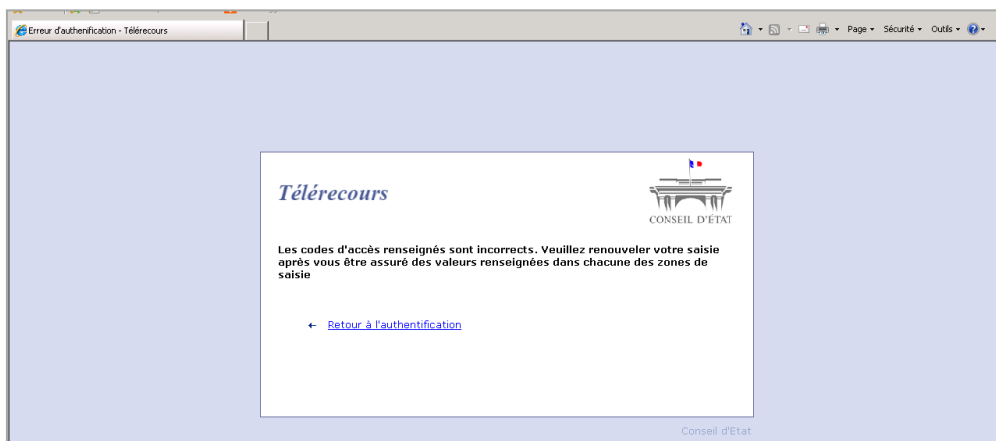 Erreur d'authenification - Télérecours
Page Sécurité Outils
Télérecours
CONSEIL D'ÉTAT
Les codes d'accès renseignés sont incorrects. Veuillez renouveler votre saisie
après vous être assuré des valeurs renseignées dans chacune des zones de
saisie
Retour à l'authentification
Conseil d'Etat